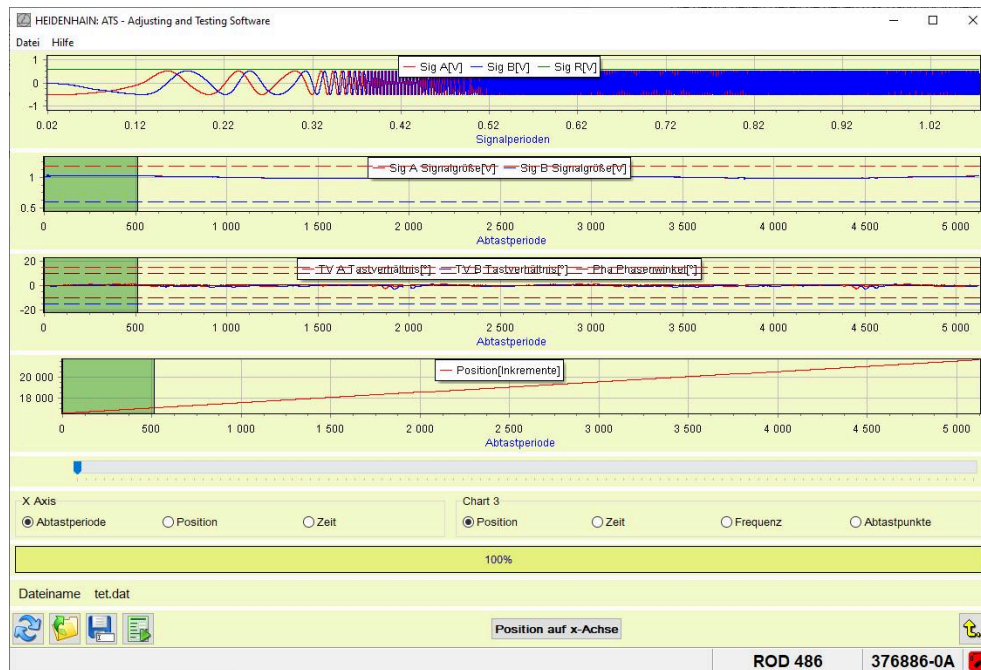 HEIDENHAIN: ATS - Adjusting and Testing Software
Datei Hilfe
1
0
-1
Sig A[V] Sig B[V] Sig R[V]
0.02 0.12 0.22 0.32 0.42 0.52 0.62 0.72 0.82 0.92 1.02
Signalperioden
1
0.5
Sig A Signalgröße[V] Sig B Signalgröße[V]
0 500 1 000 1 500 2 000 2 500 3 000 3 500 4 000 4 500 5 000
Abtastperiode
20
0
-20
TV A Tastverhältnis[°] TV B Tastverhältnis[°] Pha Phasenwinkel[°]
0 500 1 000 1 500 2 000 2 500 3 000 3 500 4 000 4 500 5 000
Abtastperiode
20 000
18 000
Position[Inkremente]
0 500 1 000 1 500 2 000 2 500 3 000 3 500 4 000 4 500 5 000
Abtastperiode
X Axis
Abtastperiode Position Zeit
Chart 3
Position Zeit Frequenz Abtastpunkte
100%
Dateiname tet.dat
Position auf x-Achse
ROD 486 376886-0A